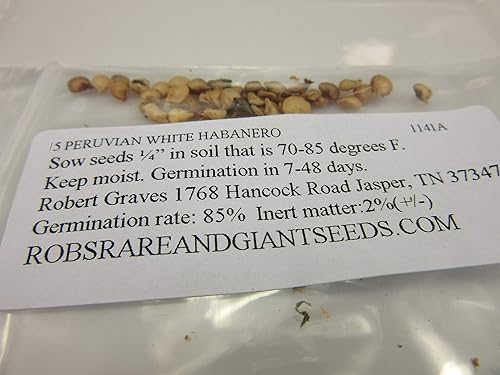 /5 PERUVIAN WHITE HABANERO 1141A
Sow seeds ¼” in soil that is 70-85 degrees F.
Keep moist. Germination in 7-48 days.
Robert Graves 1768 Hancock Road Jasper, TN 37347
Germination rate: 85% Inert matter:2%(+/-)
ROBSRAREANDGIANTSEEDS.COM